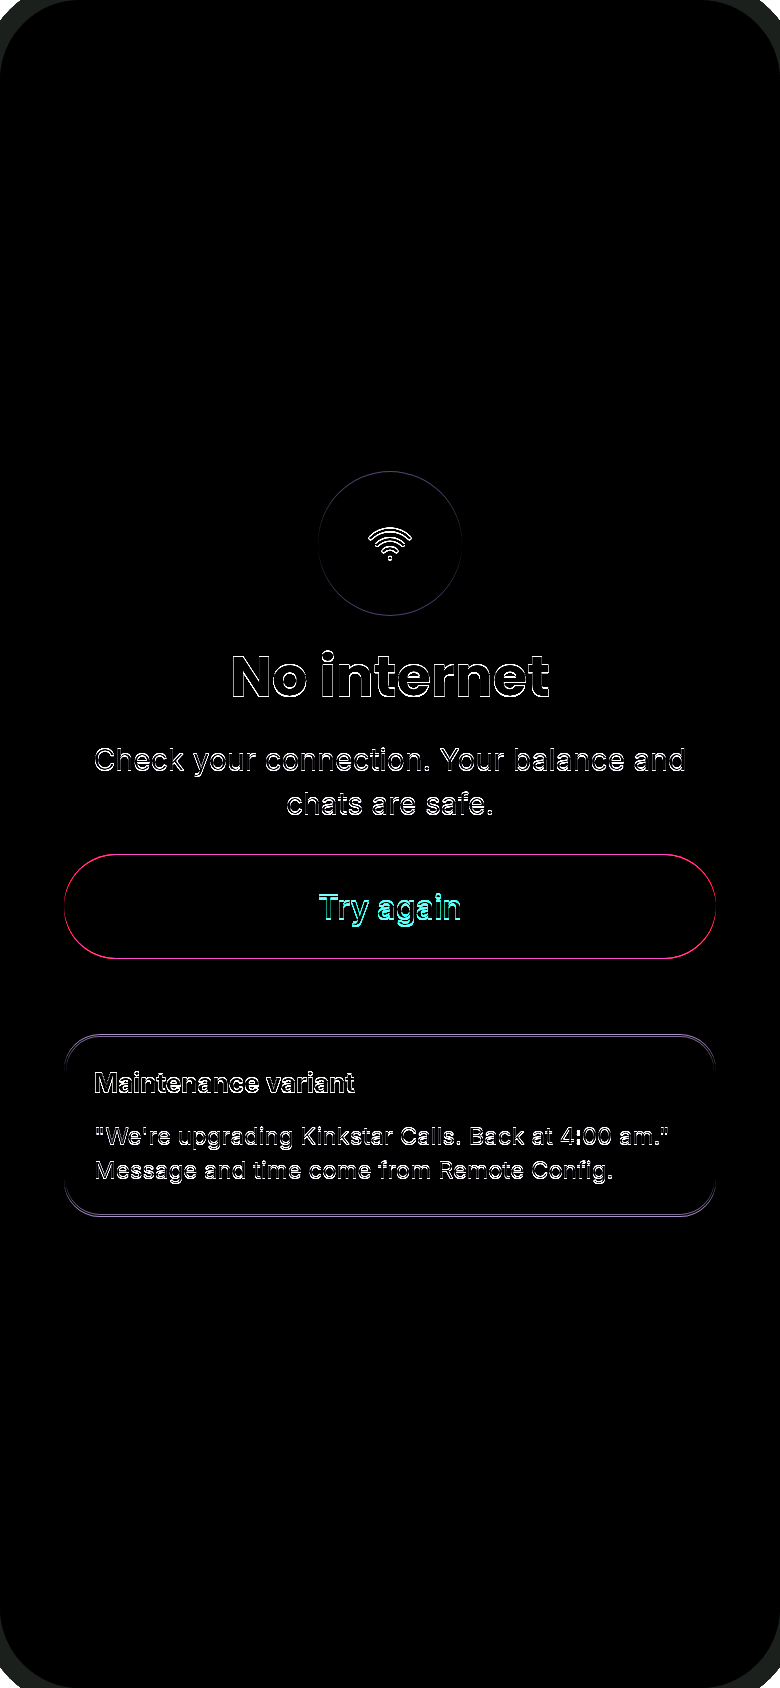 No internet
Check your connection. Your balance and
chats are safe.
Try again
Maintenance variant
"We're upgrading Kinkstar Calls. Back at 4:00 am."
Message and time come from Remote Config.